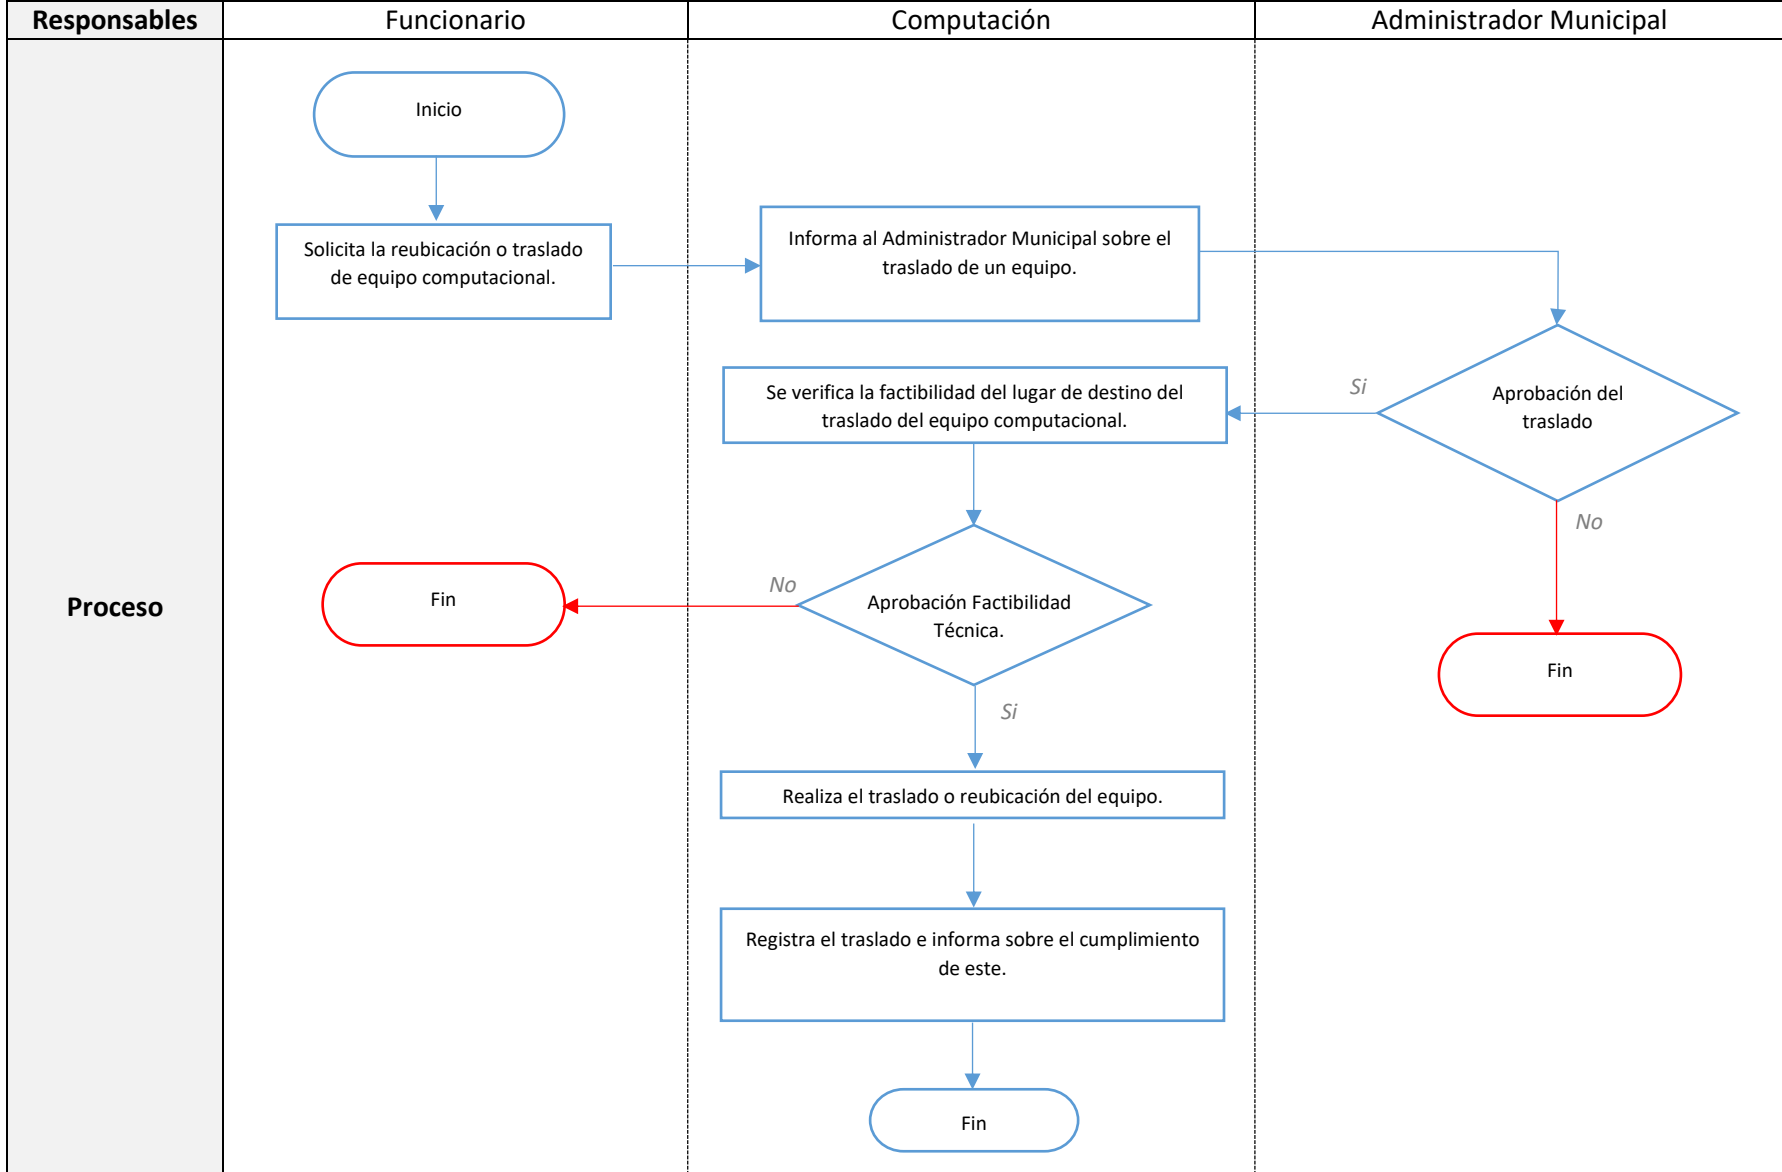 Responsables
Funcionario
Computación
Administrador Municipal
Inicio
Solicita la reubicación o traslado
de equipo computacional.
Informa al Administrador Municipal sobre el
traslado de un equipo.
Se verifica la factibilidad del lugar de destino del
traslado del equipo computacional.
Si
Aprobación del
traslado
No
Proceso
Fin
No
Aprobación Factibilidad
Técnica.
Fin
Si
Realiza el traslado o reubicación del equipo.
Registra el traslado e informa sobre el cumplimiento
de este.
Fin